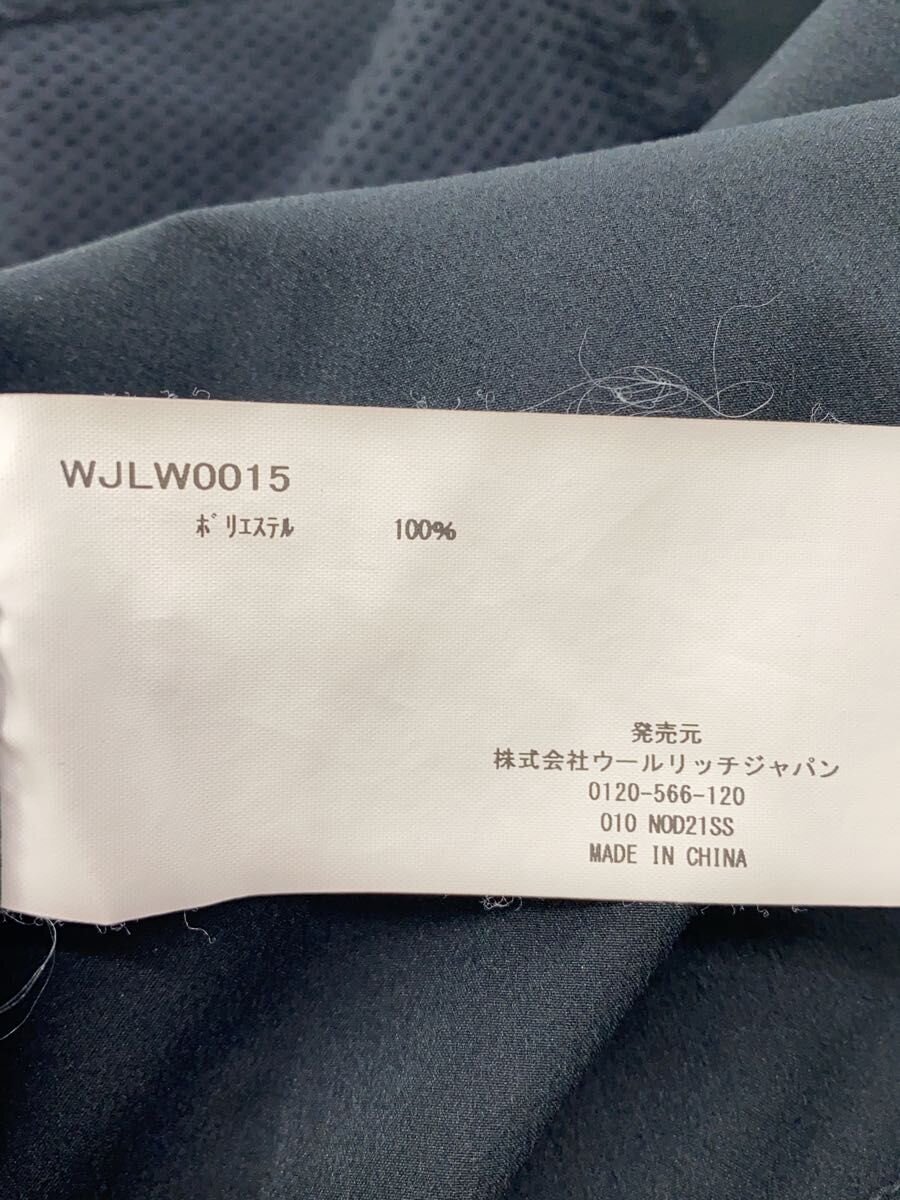 WJLW0015
ﾎﾟﾘｴｽﾃﾙ 100%
発売元
株式会社ウールリッチジャパン
0120-566-120
010 NOD21SS
MADE IN CHINA